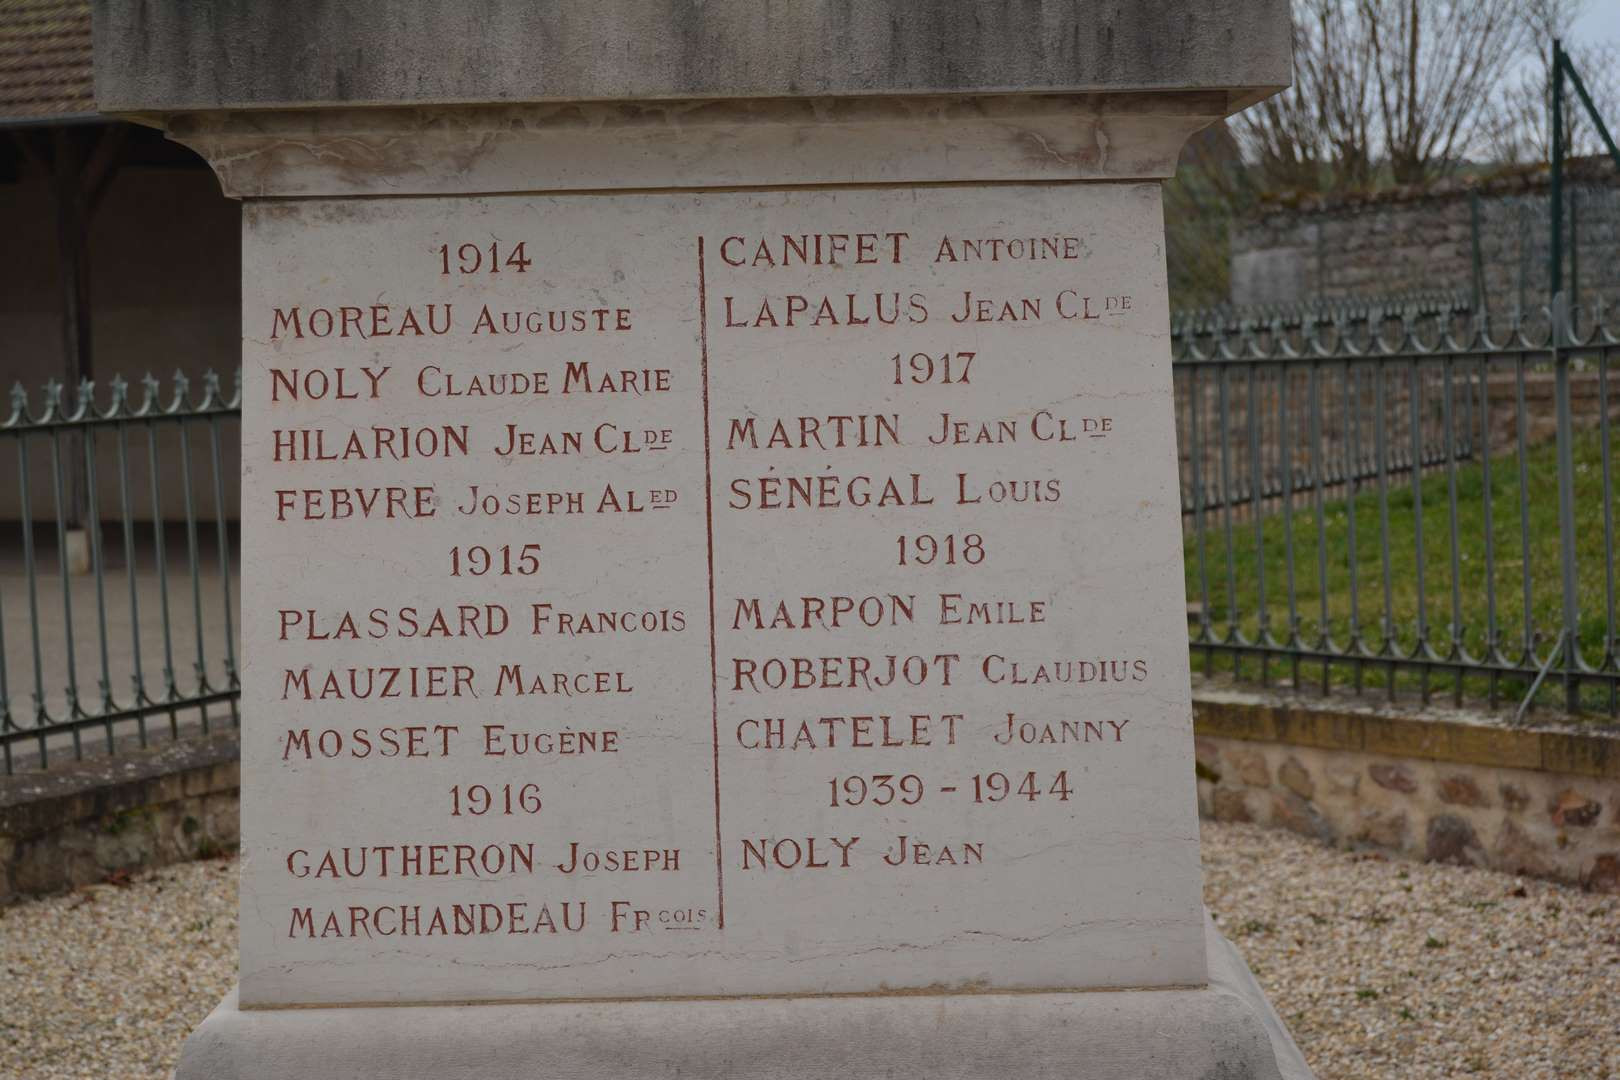 1914
MOREAU AUGUSTE
NOLY CLAUDE MARIE
HILARION JEAN CLDE
FEBVRE JOSEPH ALED
1915
PLASSARD FRANCOIS
MAUZIER MARCEL
MOSSET EUGÈNE
1916
GAUTHERON JOSEPH
MARCHANDEAU FRCOIS
CANIFET ANTOINE
LAPALUS JEAN CLDE
1917
MARTIN JEAN CLDE
SÉNÉGAL LOUIS
1918
MARPON EMILE
ROBERJOT CLAUDIUS
CHATELET JOANNY
1939 - 1944
NOLY JEAN